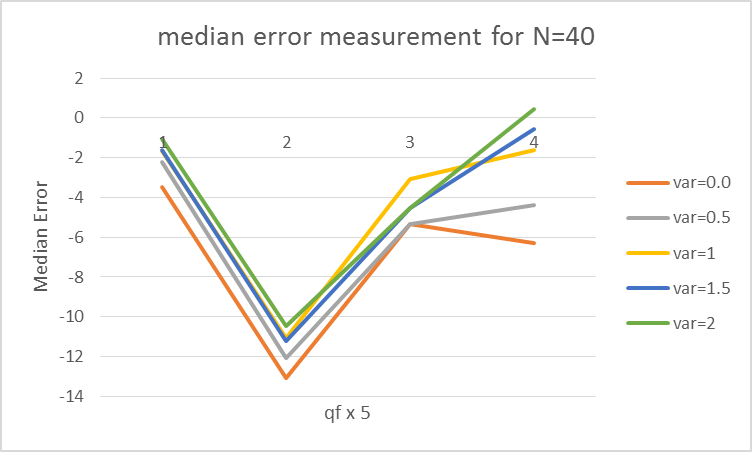 median error measurement for N=40
2
0
-2
-4
-6
-8
-10
-12
-14
Median Error
1 2 3 4
qf x 5
var=0.0
var=0.5
var=1
var=1.5
var=2